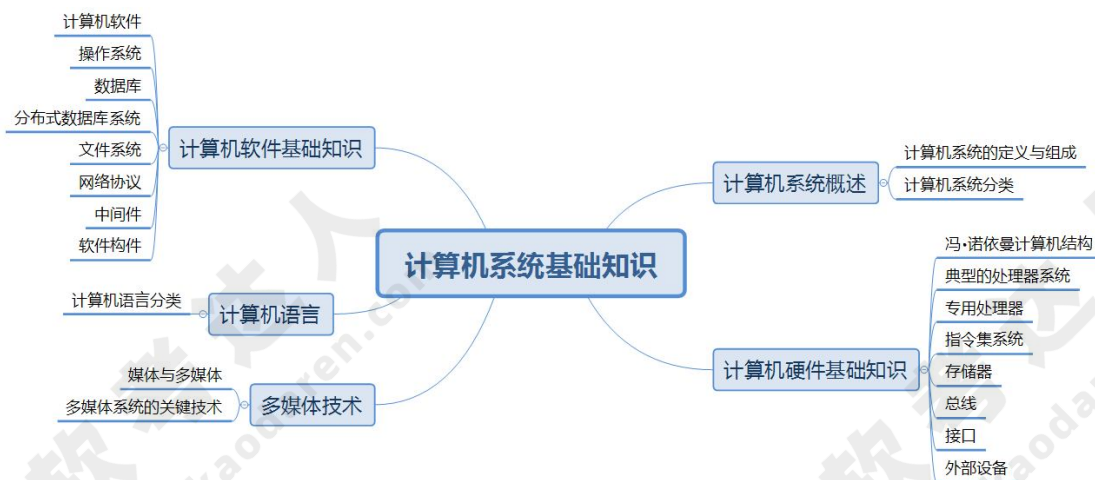 计算机系统基础知识
计算机系统概述
计算机系统的定义与组成
计算机系统分类
计算机硬件基础知识
冯•诺依曼计算机结构
典型的处理器系统
专用处理器
指令集系统
存储器
总线
接口
外部设备
计算机软件基础知识
计算机软件
操作系统
数据库
分布式数据库系统
文件系统
网络协议
中间件
软件构件
计算机语言
计算机语言分类
多媒体技术
媒体与多媒体
多媒体系统的关键技术
软考达人